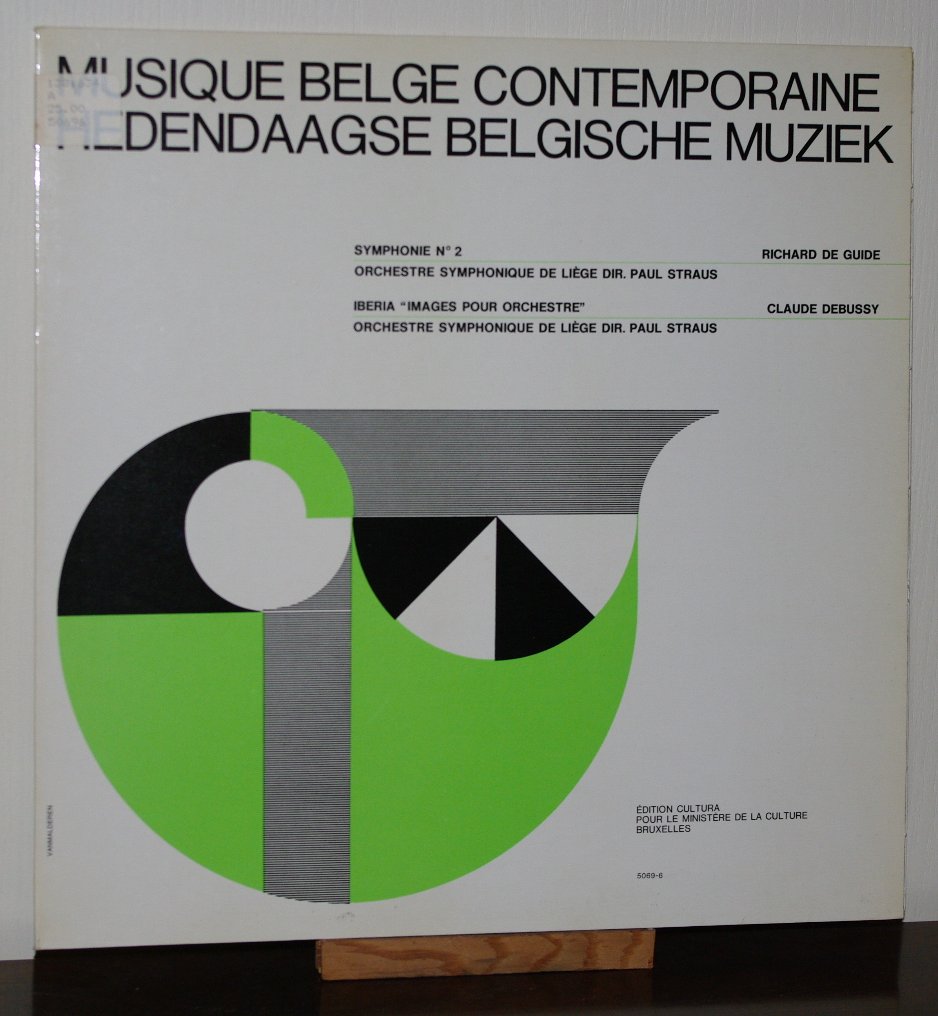 MUSIQUE BELGE CONTEMPORAINE
HEDENDAAGSE BELGISCHE MUZIEK
SYMPHONIE N° 2 RICHARD DE GUIDE
ORCHESTRE SYMPHONIQUE DE LIÈGE DIR. PAUL STRAUS
IBERIA "IMAGES POUR ORCHESTRE" CLAUDE DEBUSSY
ORCHESTRE SYMPHONIQUE DE LIÈGE DIR. PAUL STRAUS
VANMALDEREN
ÉDITION CULTURA
POUR LE MINISTÈRE DE LA CULTURE
BRUXELLES
5069-6